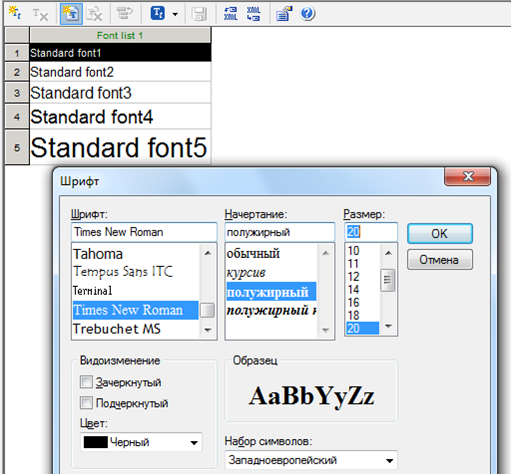 Font list 1
1 Standard font1
2 Standard font2
3 Standard font3
4 Standard font4
5 Standard font5
Шрифт
Шрифт: Начертание: Размер:
Times New Roman полужирный 20 OK
Отмена
Tahoma обычный 10
Tempus Sans ITC курсив 11
Terminal полужирный 12
Times New Roman полужирный к 14
Trebuchet MS 16
18
20
Видоизменение Образец
Зачеркнутый
Подчеркнутый
AaBbYyZz
Цвет:
Черный
Набор символов:
Западноевропейский